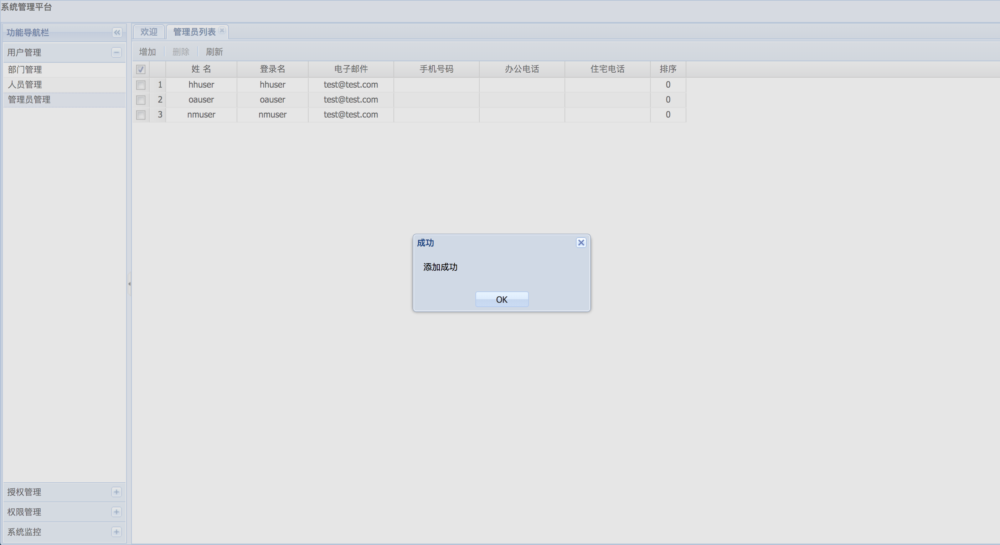 系统管理平台
功能导航栏
用户管理
部门管理
人员管理
管理员管理
授权管理
权限管理
系统监控
欢迎 管理员列表
增加 删除 刷新
姓 名 登录名 电子邮件 手机号码 办公电话 住宅电话 排序
1 hhuser hhuser test@test.com 0
2 oauser oauser test@test.com 0
3 nmuser nmuser test@test.com 0
成功
添加成功
OK